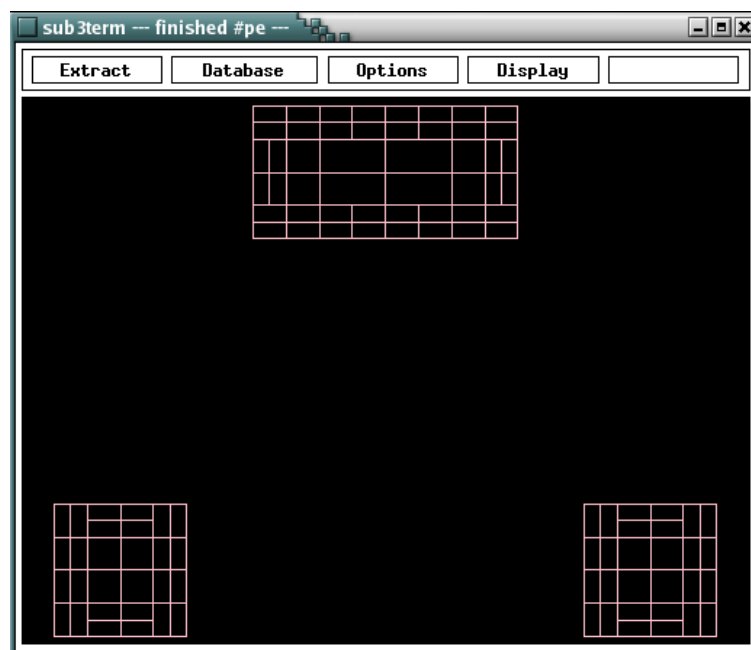 sub3term --- finished #pe ---
Extract Database Options Display